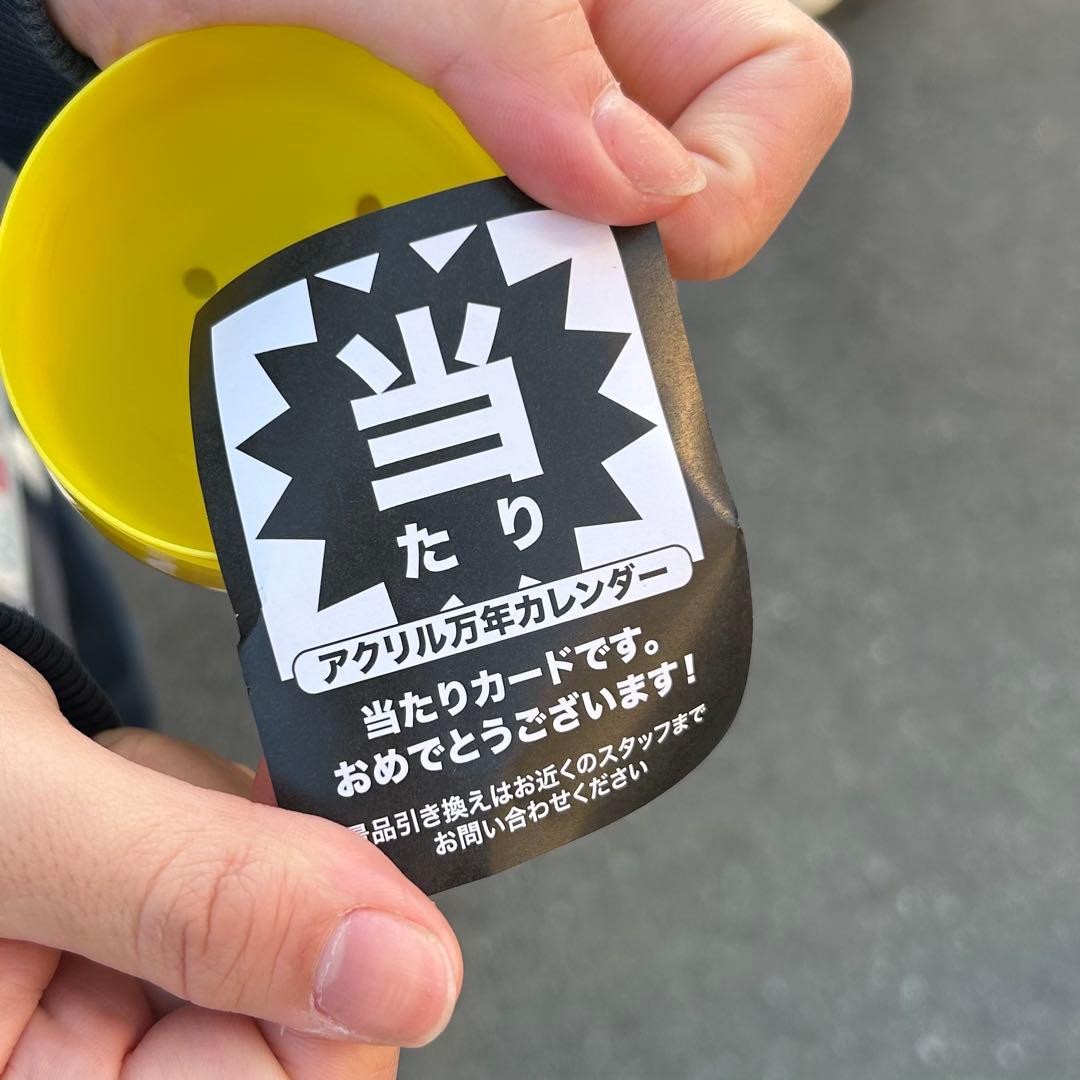 当
たり
アクリル万年カレンダー
当たりカードです。
おめでとうございます!
景品引き換えはお近くのスタッフまで
お問い合わせください